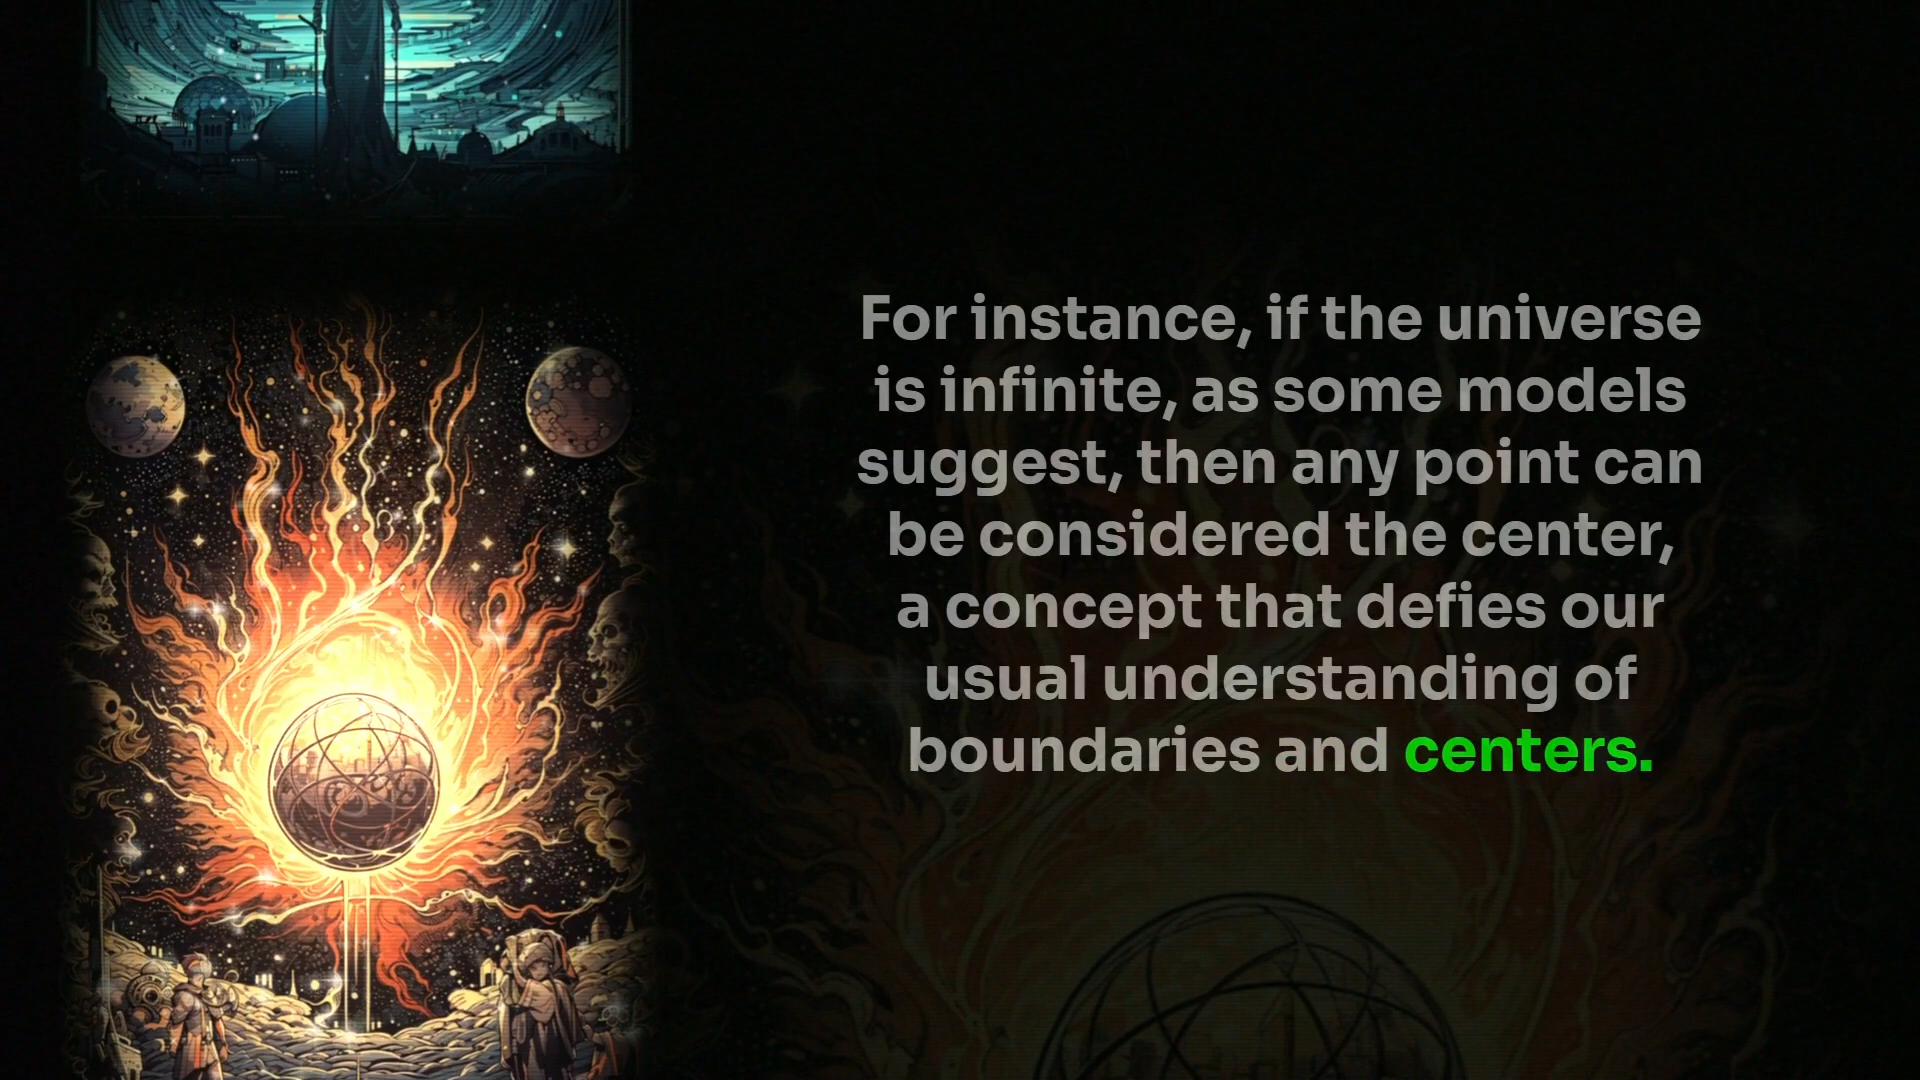 For instance, if the universe
is infinite, as some models
suggest, then any point can
be considered the center,
a concept that defies our
usual understanding of
boundaries and centers.